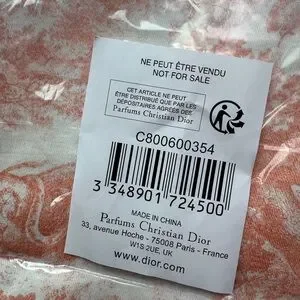 NE PEUT ÊTRE VENDU
NOT FOR SALE
CET ARTICLE NE PEUT
ÊTRE DISTRIBUÉ QUE PAR LES
DÉPOSITAIRES AGRÉÉS DES
Parfums Christian Dior
C800600354
3 348901 724500
MADE IN CHINA
Parfums Christian Dior
33, avenue Hoche - 75008 Paris - France
W1S 2UE, UK
www.dior.com